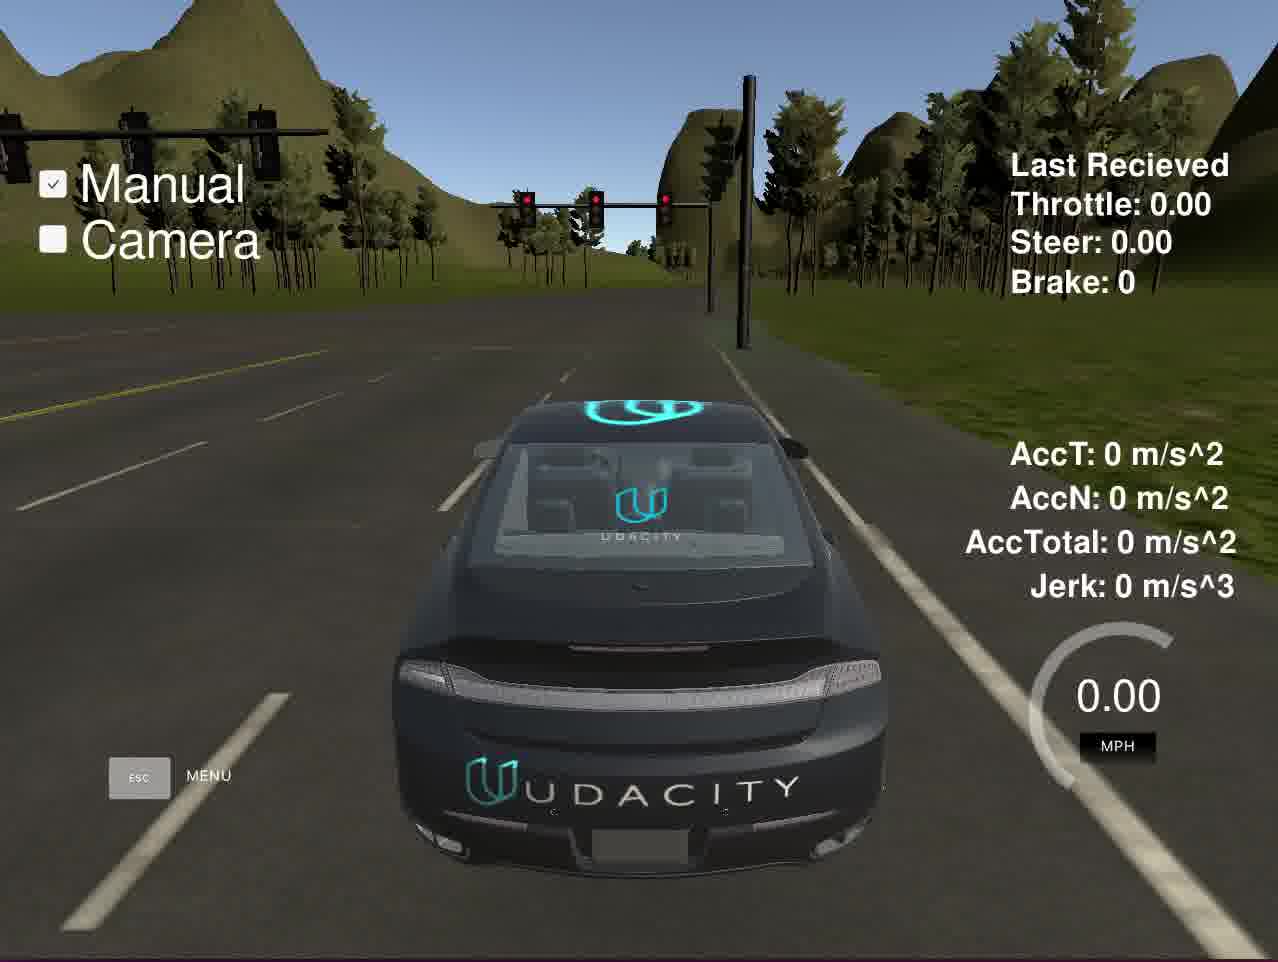 Manual
Camera
Last Recieved
Throttle: 0.00
Steer: 0.00
Brake: 0
AccT: 0 m/s^2
AccN: 0 m/s^2
AccTotal: 0 m/s^2
Jerk: 0 m/s^3
UDACITY
0.00
MPH
ESC MENU
UDACITY